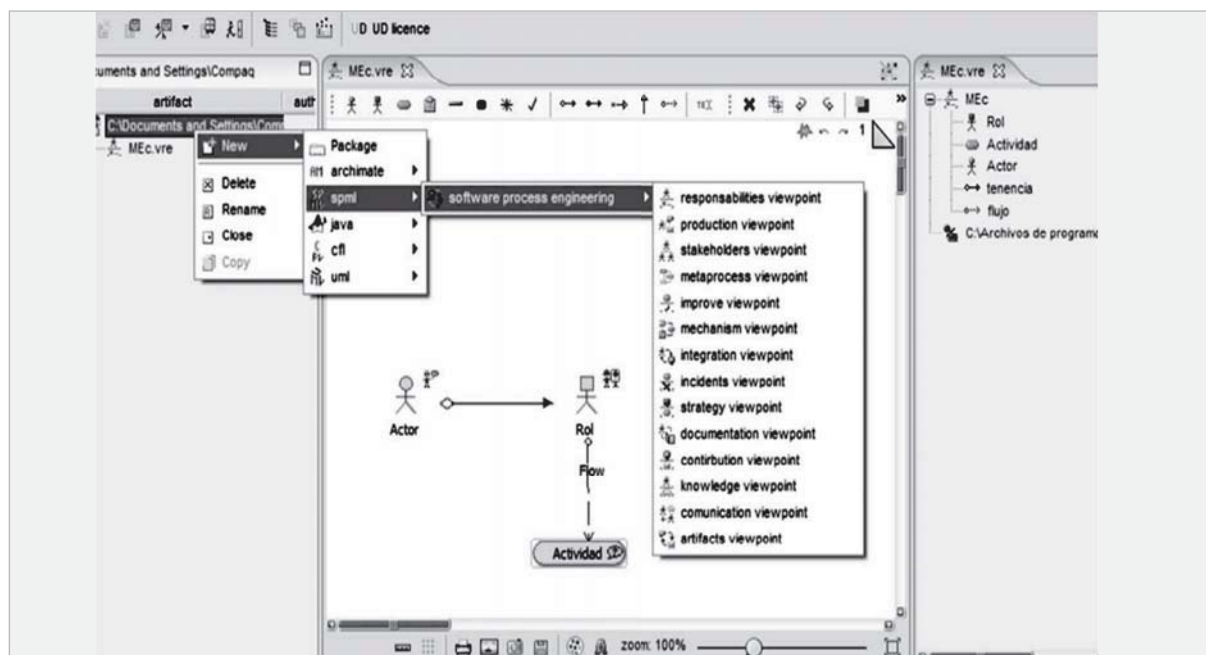 UD UD licence
uments and Settings\Compaq
artifact
auth
C:\Documents and Settings\Comp
MEc.vre
New
Delete
Rename
Close
Copy
Package
archimate
spml
java
cfl
uml
software process engineering
responsabilities viewpoint
production viewpoint
stakeholders viewpoint
metaprocess viewpoint
improve viewpoint
mechanism viewpoint
integration viewpoint
incidents viewpoint
strategy viewpoint
documentation viewpoint
contirbution viewpoint
knowledge viewpoint
comunication viewpoint
artifacts viewpoint
MEc.vre
1
Actor
Rol
Flow
Actividad
zoom: 100%
MEc.vre
MEc
Rol
Actividad
Actor
tenencia
flujo
C:\Archivos de programa